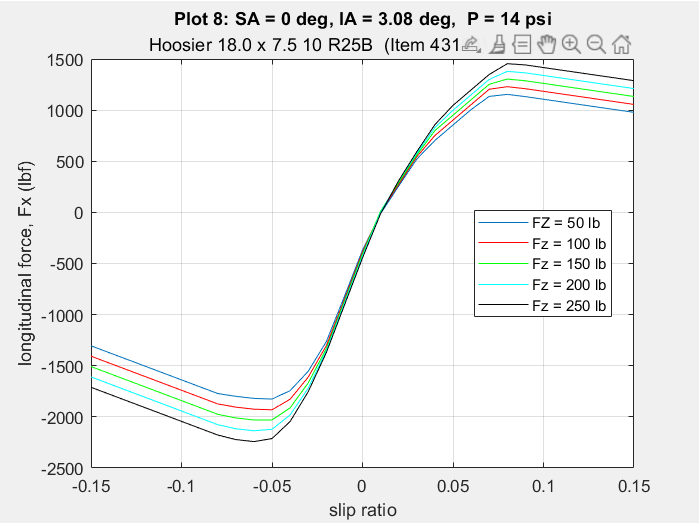 Plot 8: SA = 0 deg, IA = 3.08 deg,  P = 14 psi
Hoosier 18.0 x 7.5 10 R25B  (Item 431
1500
1000
500
0
-500
-1000
-1500
-2000
-2500
longitudinal force, Fx (lbf)
FZ = 50 lb
Fz = 100 lb
Fz = 150 lb
Fz = 200 lb
Fz = 250 lb
-0.15
-0.1
-0.05
0
0.05
0.1
0.15
slip ratio